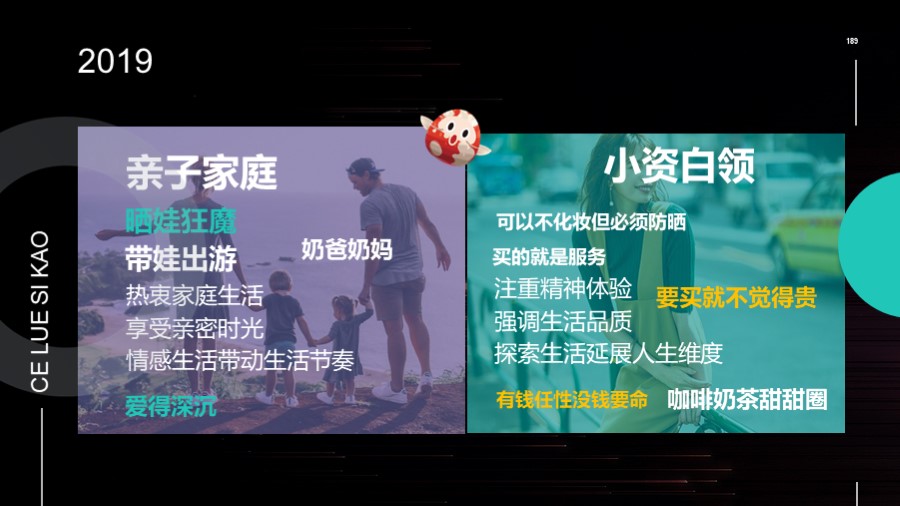 2019
189
CE LUE SI KAO
亲子家庭
晒娃狂魔
带娃出游
奶爸奶妈
热衷家庭生活
享受亲密时光
情感生活带动生活节奏
爱得深沉
小资白领
可以不化妆但必须防晒
买的就是服务
注重精神体验
要买就不觉得贵
强调生活品质
探索生活延展人生维度
有钱任性没钱要命
咖啡奶茶甜甜圈